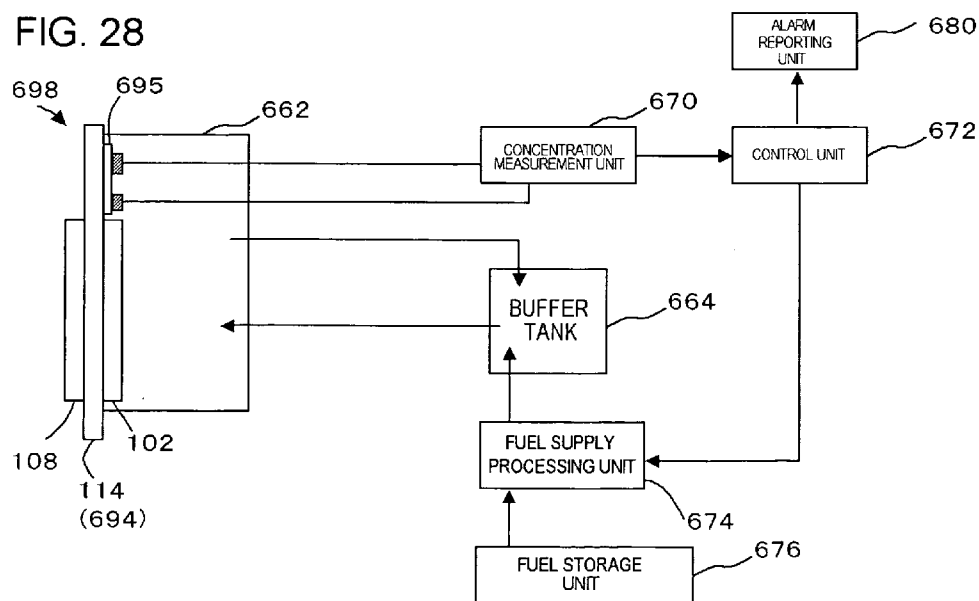 FIG. 28
ALARM
REPORTING
UNIT
680
698
695
662
670
672
CONCENTRATION
MEASUREMENT UNIT
CONTROL UNIT
BUFFER
TANK
664
108
102
114
(694)
FUEL SUPPLY
PROCESSING UNIT
674
FUEL STORAGE
UNIT
676